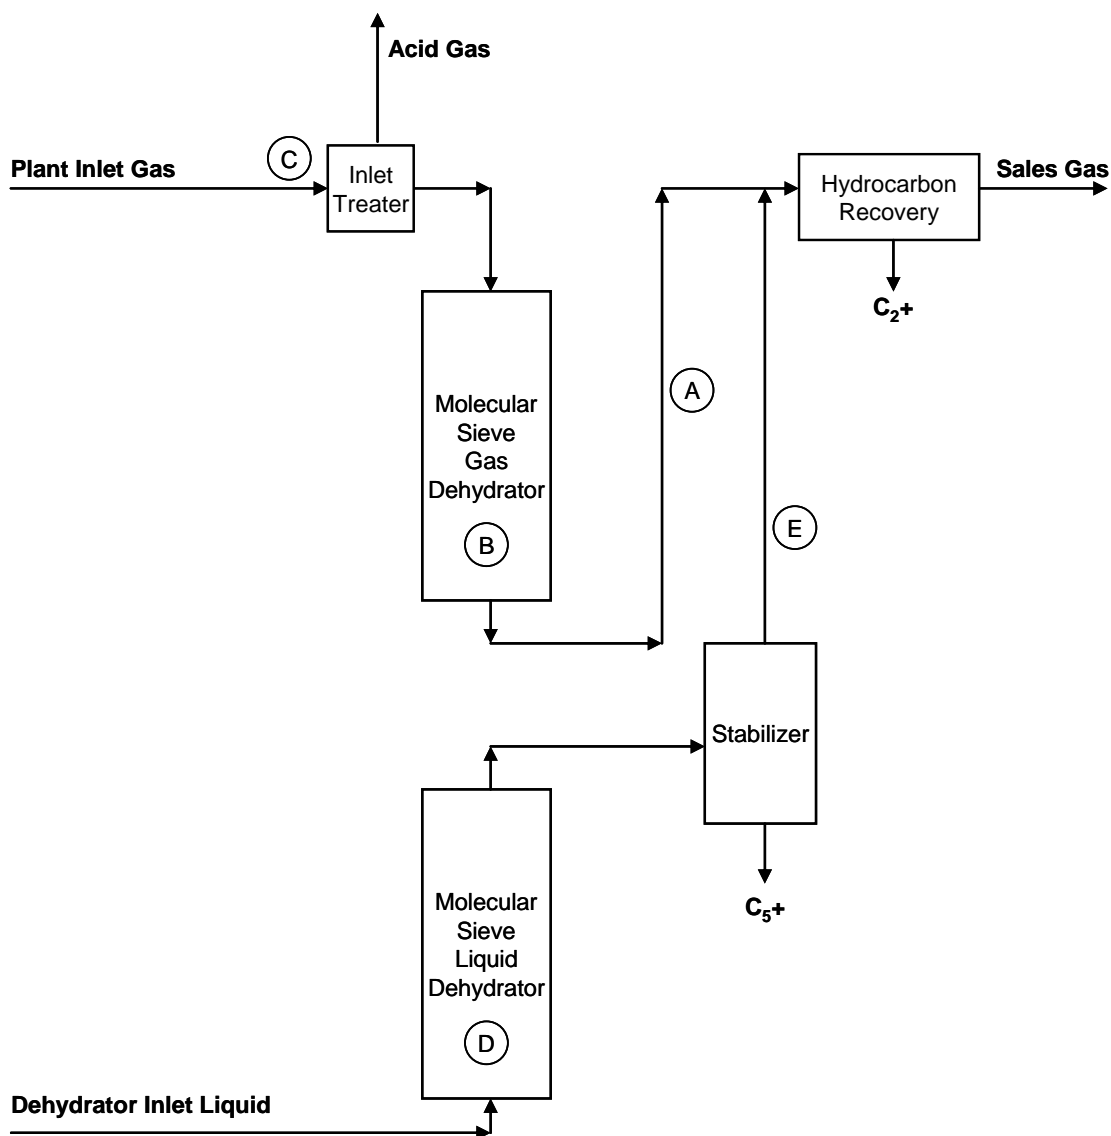 Acid Gas
Plant Inlet Gas
C
Inlet
Treater
Hydrocarbon
Recovery
Sales Gas
C₂+
Molecular
Sieve
Gas
Dehydrator
B
A
E
Stabilizer
C₅+
Molecular
Sieve
Liquid
Dehydrator
D
Dehydrator Inlet Liquid